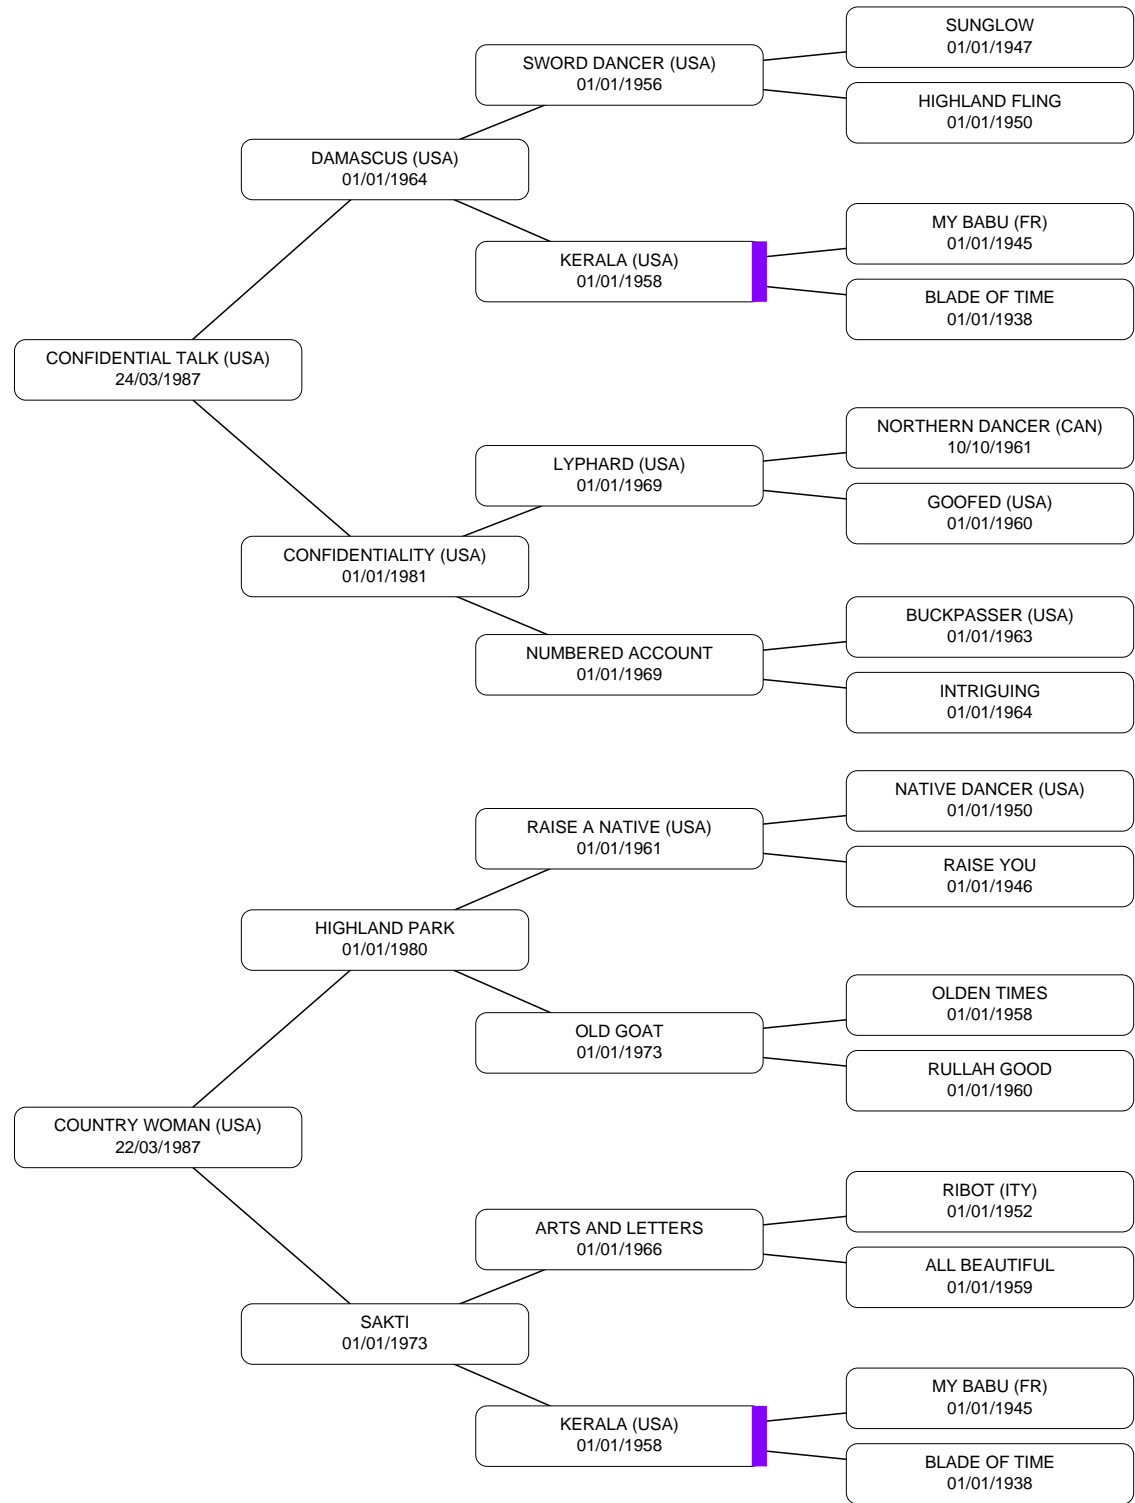 SUNGLOW
01/01/1947
SWORD DANCER (USA)
01/01/1956
HIGHLAND FLING
01/01/1950
DAMASCUS (USA)
01/01/1964
MY BABU (FR)
01/01/1945
KERALA (USA)
01/01/1958
BLADE OF TIME
01/01/1938
CONFIDENTIAL TALK (USA)
24/03/1987
NORTHERN DANCER (CAN)
10/10/1961
LYPHARD (USA)
01/01/1969
GOOFED (USA)
01/01/1960
CONFIDENTIALITY (USA)
01/01/1981
BUCKPASSER (USA)
01/01/1963
NUMBERED ACCOUNT
01/01/1969
INTRIGUING
01/01/1964
NATIVE DANCER (USA)
01/01/1950
RAISE A NATIVE (USA)
01/01/1961
RAISE YOU
01/01/1946
HIGHLAND PARK
01/01/1980
OLDEN TIMES
01/01/1958
OLD GOAT
01/01/1973
RULLAH GOOD
01/01/1960
COUNTRY WOMAN (USA)
22/03/1987
RIBOT (ITY)
01/01/1952
ARTS AND LETTERS
01/01/1966
ALL BEAUTIFUL
01/01/1959
SAKTI
01/01/1973
MY BABU (FR)
01/01/1945
KERALA (USA)
01/01/1958
BLADE OF TIME
01/01/1938